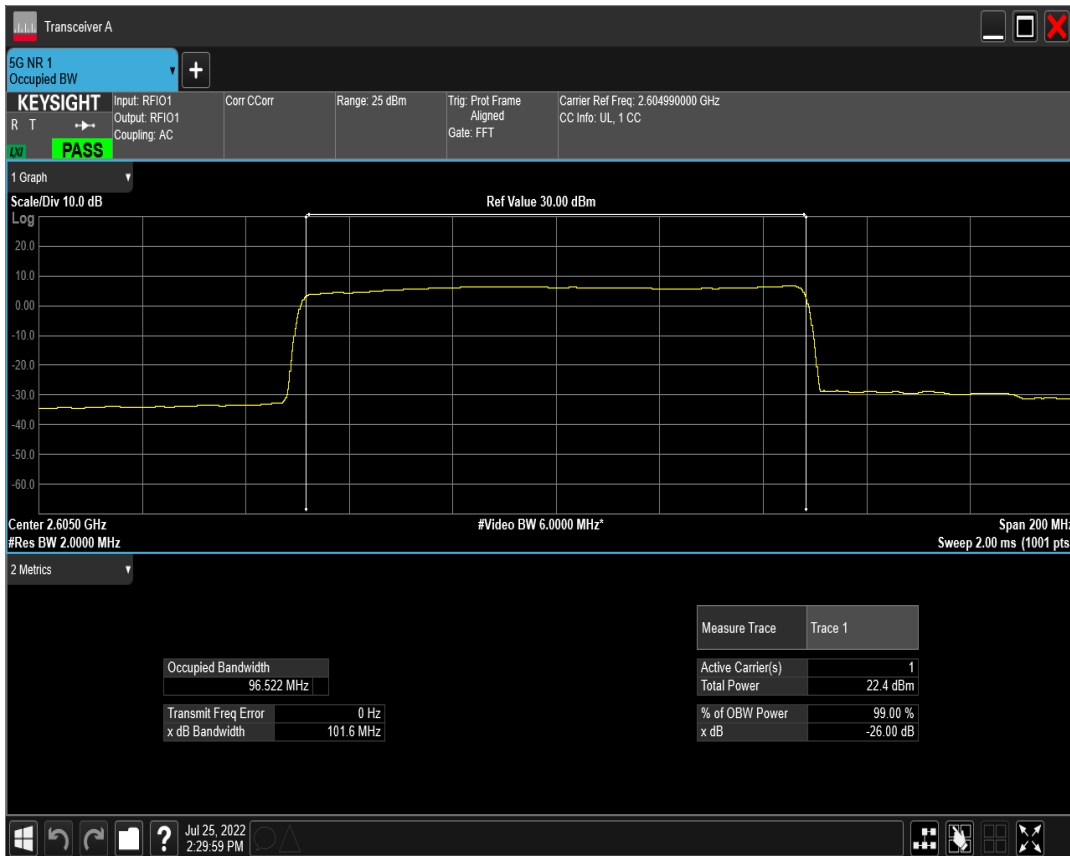 Transceiver A
5G NR 1
Occupied BW
+
KEYSIGHT
R T
LXI
PASS
Input: RFIO1
Output: RFIO1
Coupling: AC
Corr CCorr
Range: 25 dBm
Trig: Prot Frame
Aligned
Gate: FFT
Carrier Ref Freq: 2.604990000 GHz
CC Info: UL, 1 CC
1 Graph
Scale/Div 10.0 dB
Ref Value 30.00 dBm
Log
20.0
10.0
0.00
-10.0
-20.0
-30.0
-40.0
-50.0
-60.0
Center 2.6050 GHz
#Video BW 6.0000 MHz*
Span 200 MHz
#Res BW 2.0000 MHz
Sweep 2.00 ms (1001 pts
2 Metrics
Measure Trace Trace 1
Occupied Bandwidth
96.522 MHz
Active Carrier(s) 1
Total Power 22.4 dBm
Transmit Freq Error 0 Hz
x dB Bandwidth 101.6 MHz
% of OBW Power 99.00 %
x dB -26.00 dB
?
Jul 25, 2022
2:29:59 PM